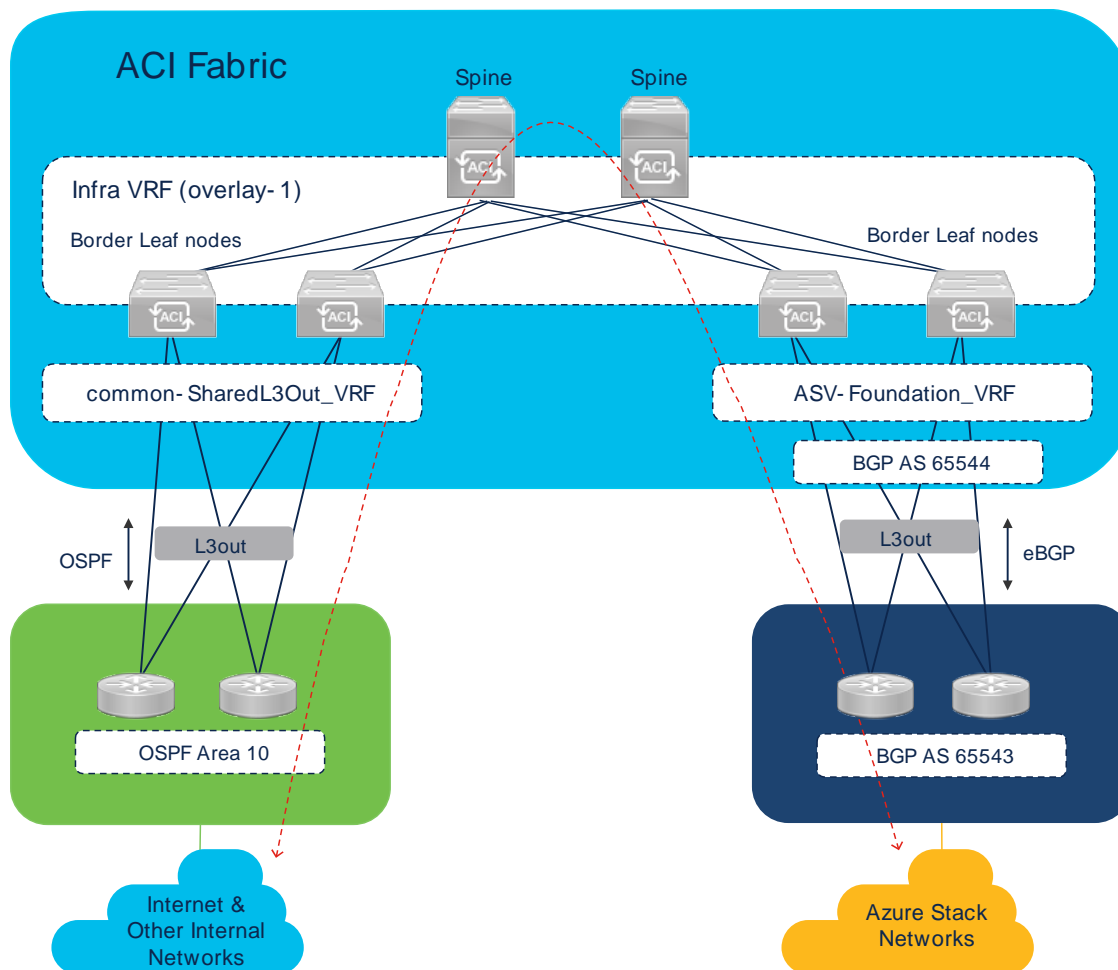 ACI Fabric
Spine
Spine
ACI
ACI
Infra VRF (overlay- 1)
Border Leaf nodes
Border Leaf nodes
ACI
ACI
ACI
ACI
common- SharedL3Out_VRF
ASV- Foundation_VRF
BGP AS 65544
L3out
L3out
OSPF
eBGP
OSPF Area 10
BGP AS 65543
Internet &
Other Internal
Networks
Azure Stack
Networks